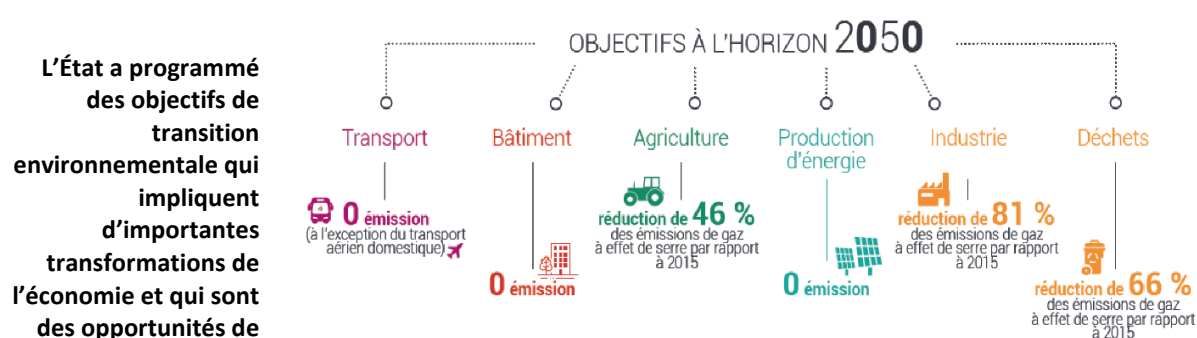 L’État a programmé
des objectifs de
transition
environnementale qui
impliquent
d’importantes
transformations de
l’économie et qui sont
des opportunités de
OBJECTIFS À L’HORIZON 2050
Transport
0 émission
(à l’exception du transport
aérien domestique)
Bâtiment
0 émission
Agriculture
réduction de 46 %
des émissions de gaz
à effet de serre par rapport
à 2015
Production
d’énergie
0 émission
Industrie
réduction de 81 %
des émissions de gaz
à effet de serre par rapport
à 2015
Déchets
réduction de 66 %
des émissions de gaz
à effet de serre par rapport
à 2015